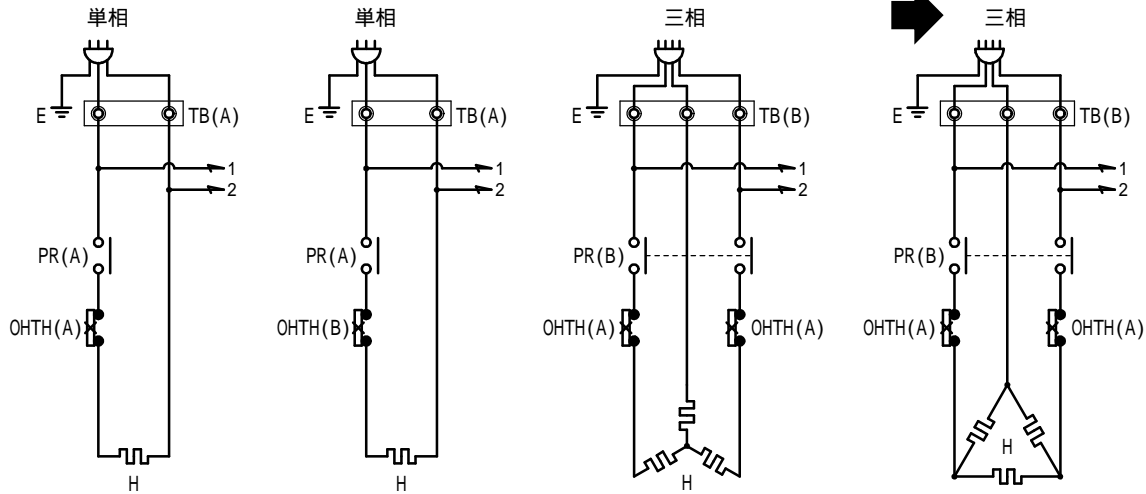 単相
E
TB(A)
1
2
PR(A)
OHTH(A)
H
単相
E
TB(A)
1
2
PR(A)
OHTH(B)
H
三相
E
TB(B)
1
2
PR(B)
OHTH(A)
OHTH(A)
H
三相
E
TB(B)
1
2
PR(B)
OHTH(A)
OHTH(A)
H